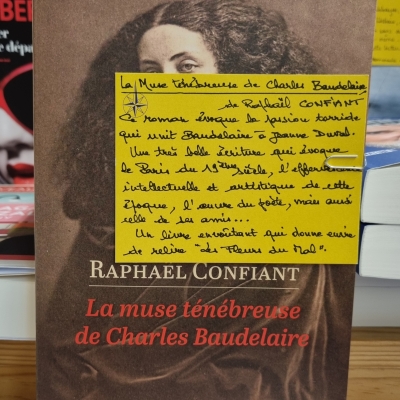 BE
er
e dépa
La Muse ténébreuse de Charles Baudelaire
de Raphaël CONFIANT
Ce roman évoque la passion torride
qui unit Baudelaire à Jeanne Duval.
Une très belle écriture qui évoque
le Paris du 19ème siècle, l'effervescence
intellectuelle et artistique de cette
époque, l'œuvre du poète, mais aussi
celle de ses amis...
Un livre envoûtant qui donne envie
de relire "Les Fleurs du Mal".
RAPHAEL CONFIANT
La muse ténébreuse
de Charles Baudelaire